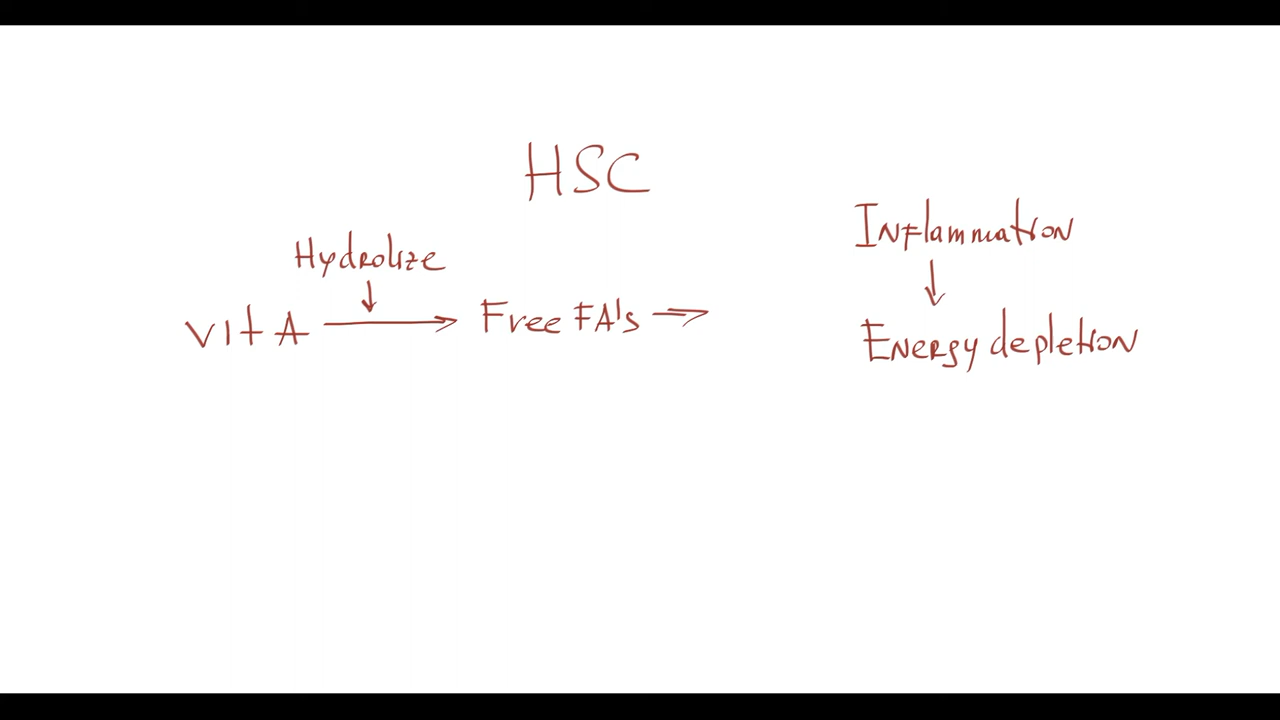 HSC
Inflammation
Hydrolize
Vit A → Free FA's →
Energy depletion